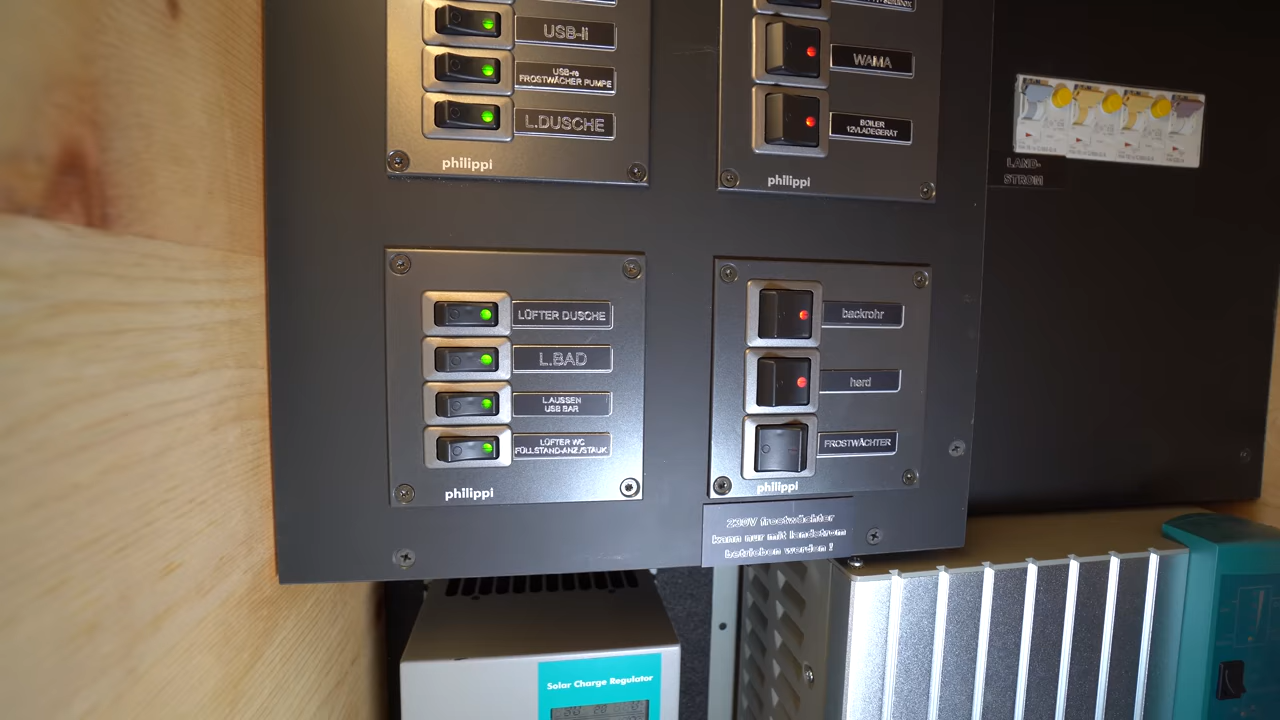 USB-li
USB-re
FROSTWÄCHER PUMPE
L.DUSCHE
philippi
WAMA
BOILER
12VLADEGERÄT
philippi
LAND-
STROM
LÜFTER DUSCHE
L.BAD
L.AUSSEN
USB BAR
LÜFTER WC
FÜLLSTAND-ANZ./STAUK
philippi
backrohr
herd
FROSTWÄCHTER
philippi
230V frostwächter
kann nur mit landstrom
betrieben werden !
Solar Charge Regulator